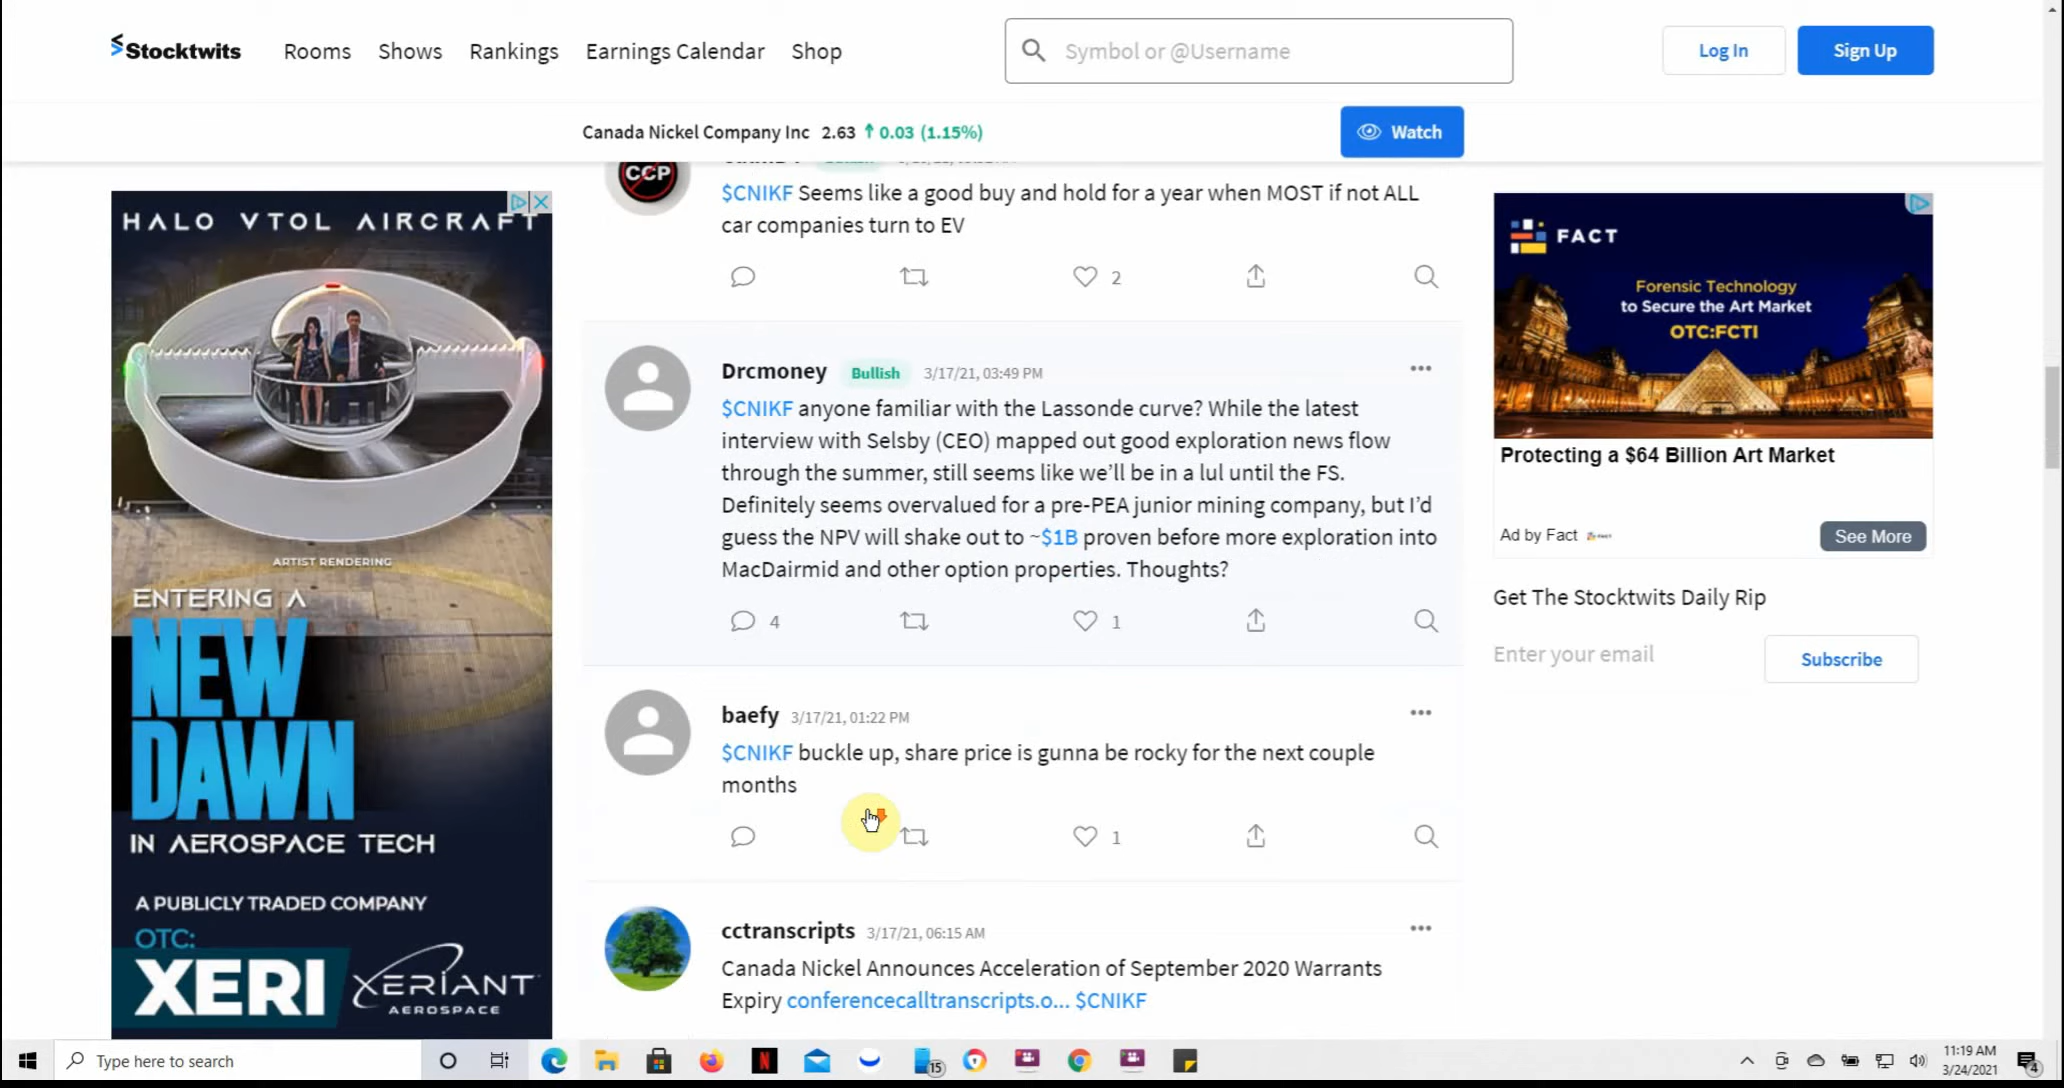 Stocktwits
Rooms Shows Rankings Earnings Calendar Shop
Symbol or @Username
Log In
Sign Up
Canada Nickel Company Inc 2.63 ↑ 0.03 (1.15%)
Watch
HALO VTOL AIRCRAFT
ARTIST RENDERING
ENTERING A
NEW
DAWN
IN AEROSPACE TECH
A PUBLICLY TRADED COMPANY
OTC:
XERI
XERIANT
AEROSPACE
CCP
$CNIKF Seems like a good buy and hold for a year when MOST if not ALL
car companies turn to EV
2
Drcmoney Bullish 3/17/21, 03:49 PM
$CNIKF anyone familiar with the Lassonde curve? While the latest
interview with Selsby (CEO) mapped out good exploration news flow
through the summer, still seems like we’ll be in a lul until the FS.
Definitely seems overvalued for a pre-PEA junior mining company, but I’d
guess the NPV will shake out to ~$1B proven before more exploration into
MacDairmid and other option properties. Thoughts?
4 1
baefy 3/17/21, 01:22 PM
$CNIKF buckle up, share price is gunna be rocky for the next couple
months
1
cctranscripts 3/17/21, 06:15 AM
Canada Nickel Announces Acceleration of September 2020 Warrants
Expiry conferencecalltranscripts.o... $CNIKF
FACT
Forensic Technology
to Secure the Art Market
OTC:FCTI
Protecting a $64 Billion Art Market
Ad by Fact
See More
Get The Stocktwits Daily Rip
Enter your email
Subscribe
Type here to search
15
11:19 AM
3/24/2021
4